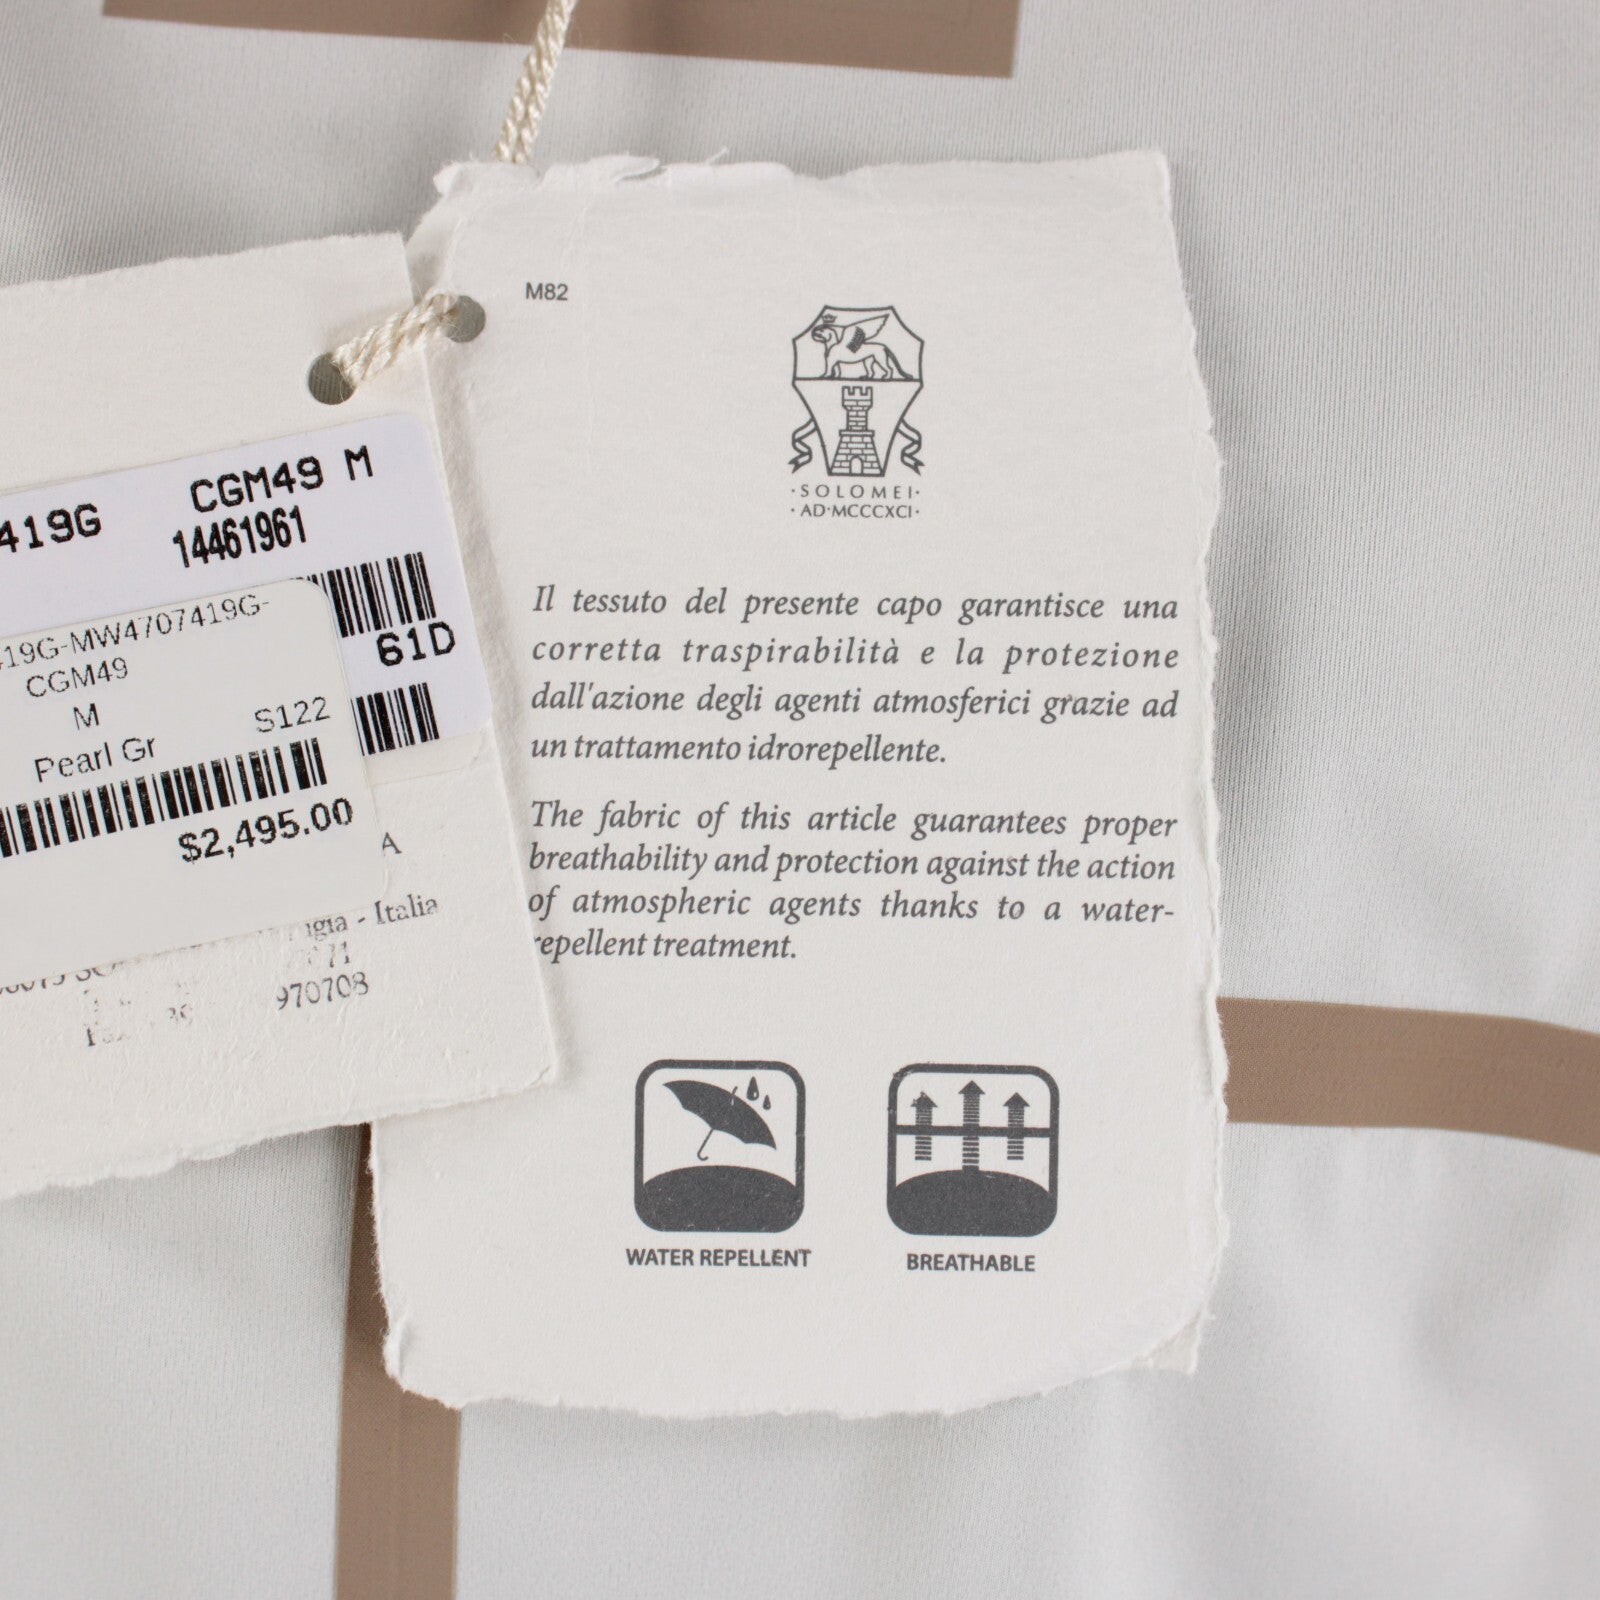 M82
·SOLOMEI·
·AD·MCCCXCI·
Il tessuto del presente capo garantisce una
corretta traspirabilità e la protezione
dall'azione degli agenti atmosferici grazie ad
un trattamento idrorepellente.
The fabric of this article guarantees proper
breathability and protection against the action
of atmospheric agents thanks to a water-
repellent treatment.
WATER REPELLENT
BREATHABLE
419G CGM49 M
14461961
61D
419G-MW4707419G-
CGM49
M
S122
Pearl Gr
$2,495.00
A
- Italia
970708